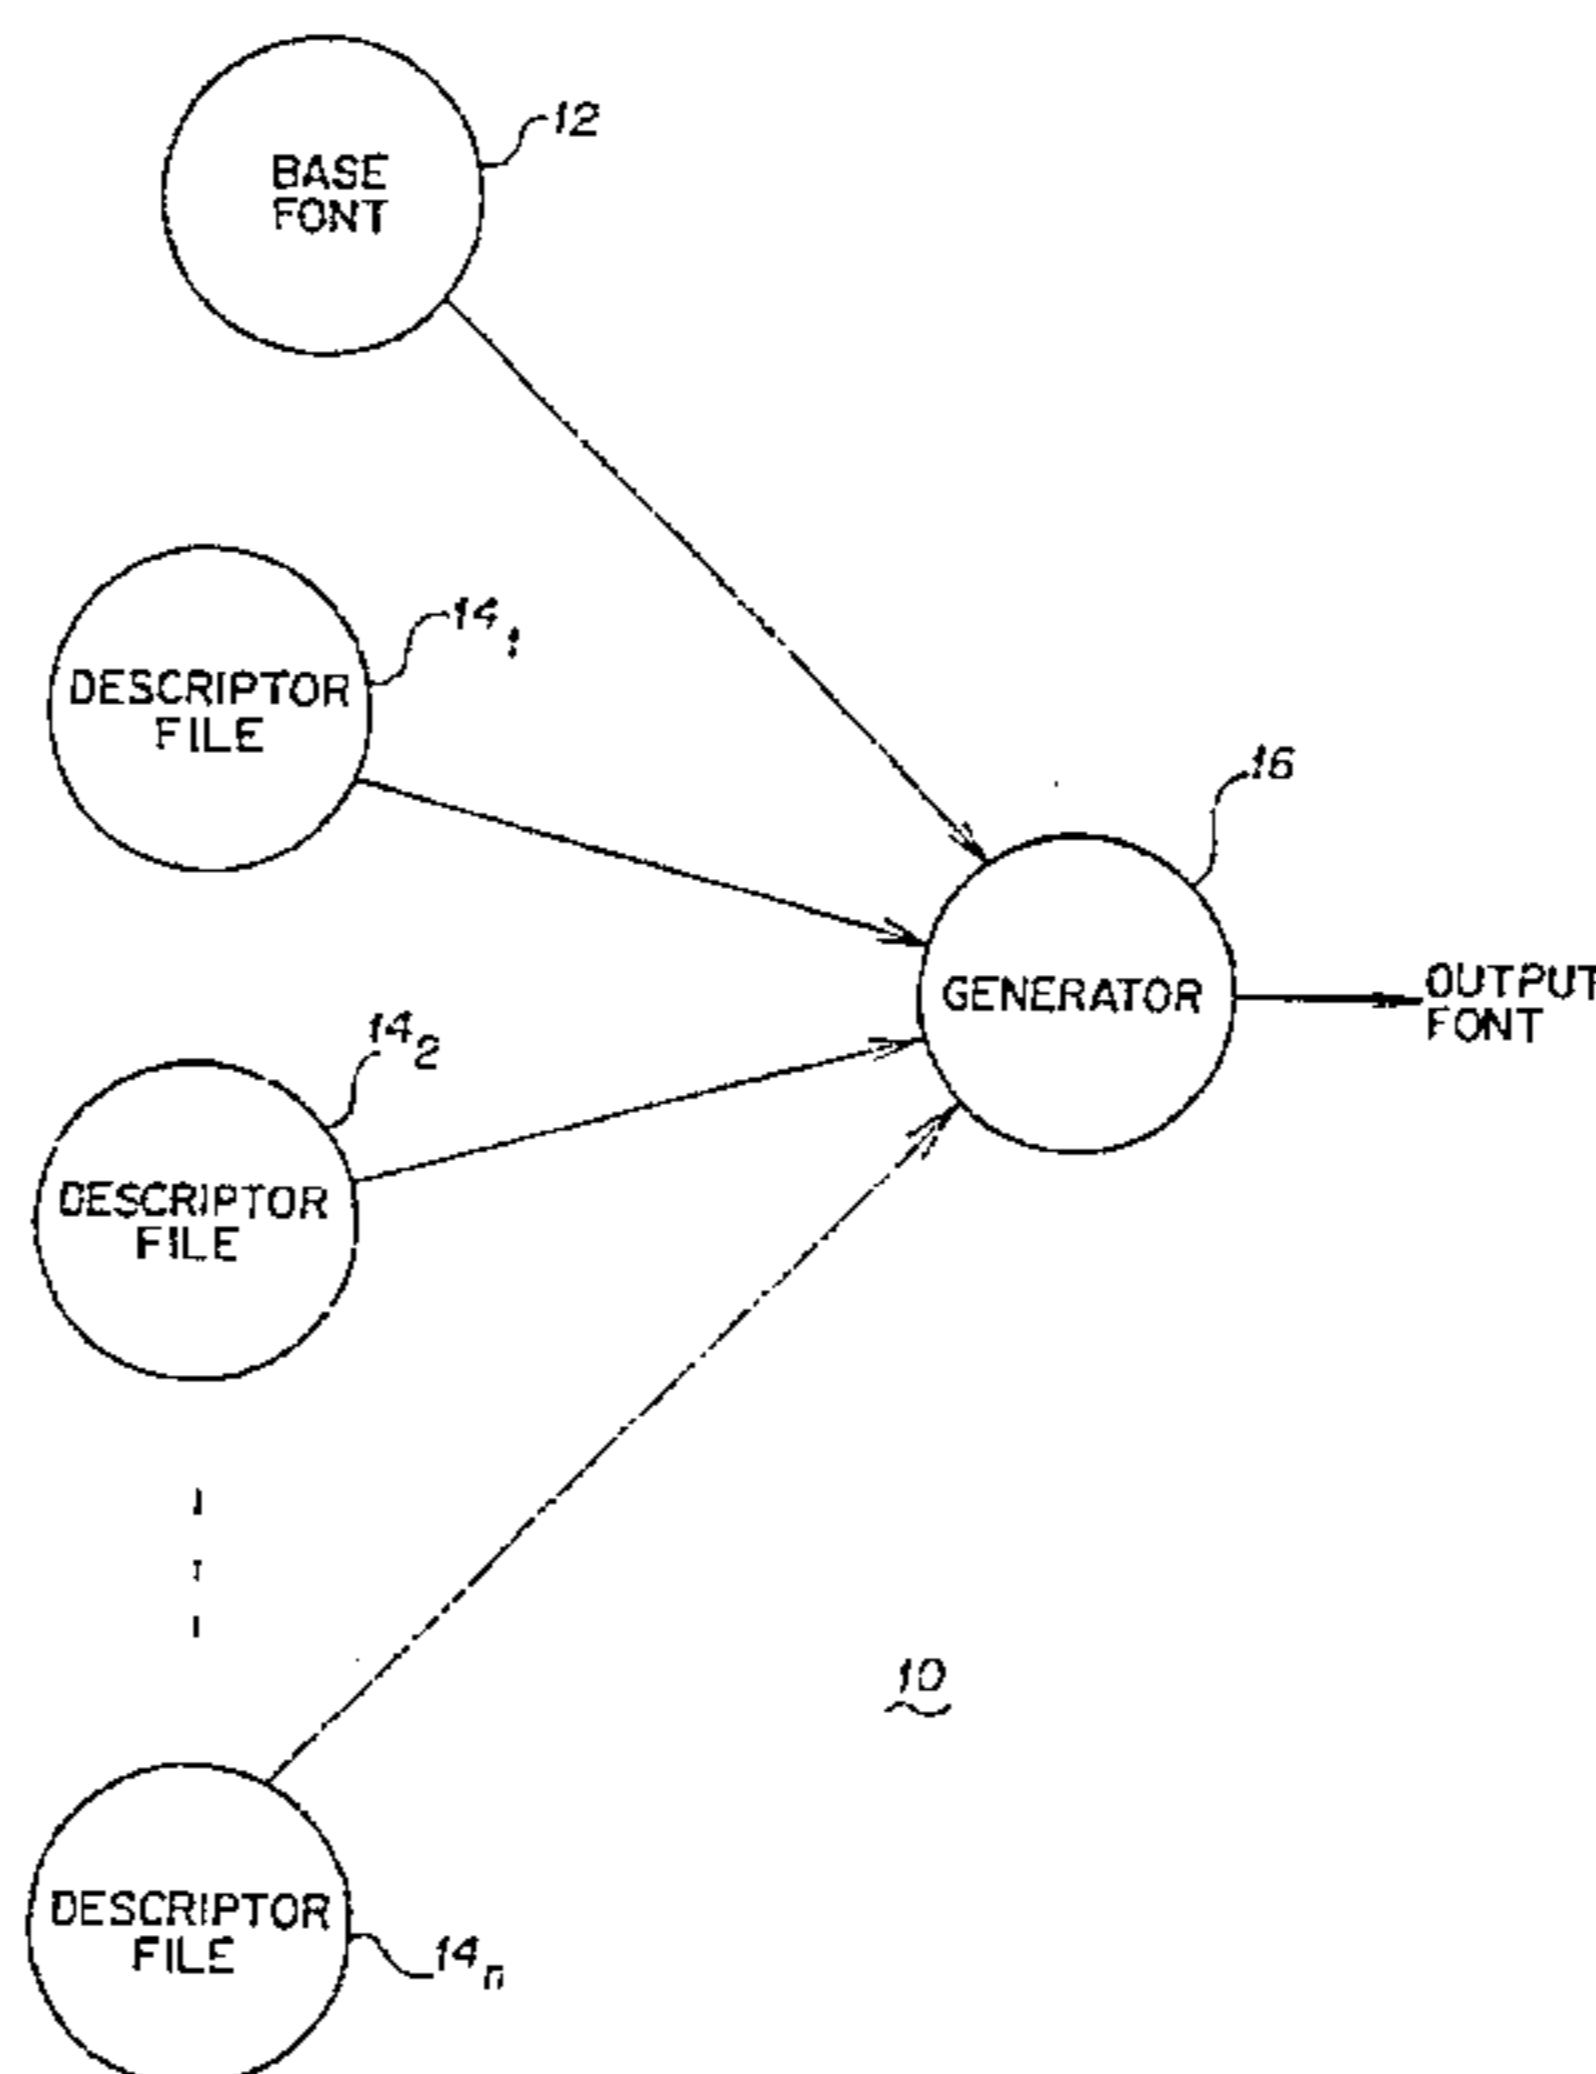 12
BASE
FONT
14₁
DESCRIPTOR
FILE
16
GENERATOR
OUTPUT
FONT
14₂
DESCRIPTOR
FILE
10
DESCRIPTOR
FILE
14ₙ